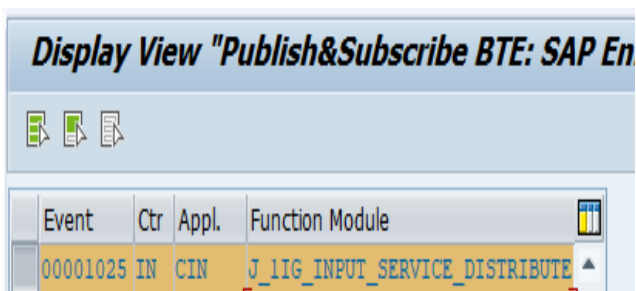 Display View "Publish&Subscribe BTE: SAP En
Event Ctr Appl. Function Module
00001025 IN CIN J_1IG_INPUT_SERVICE_DISTRIBUTE